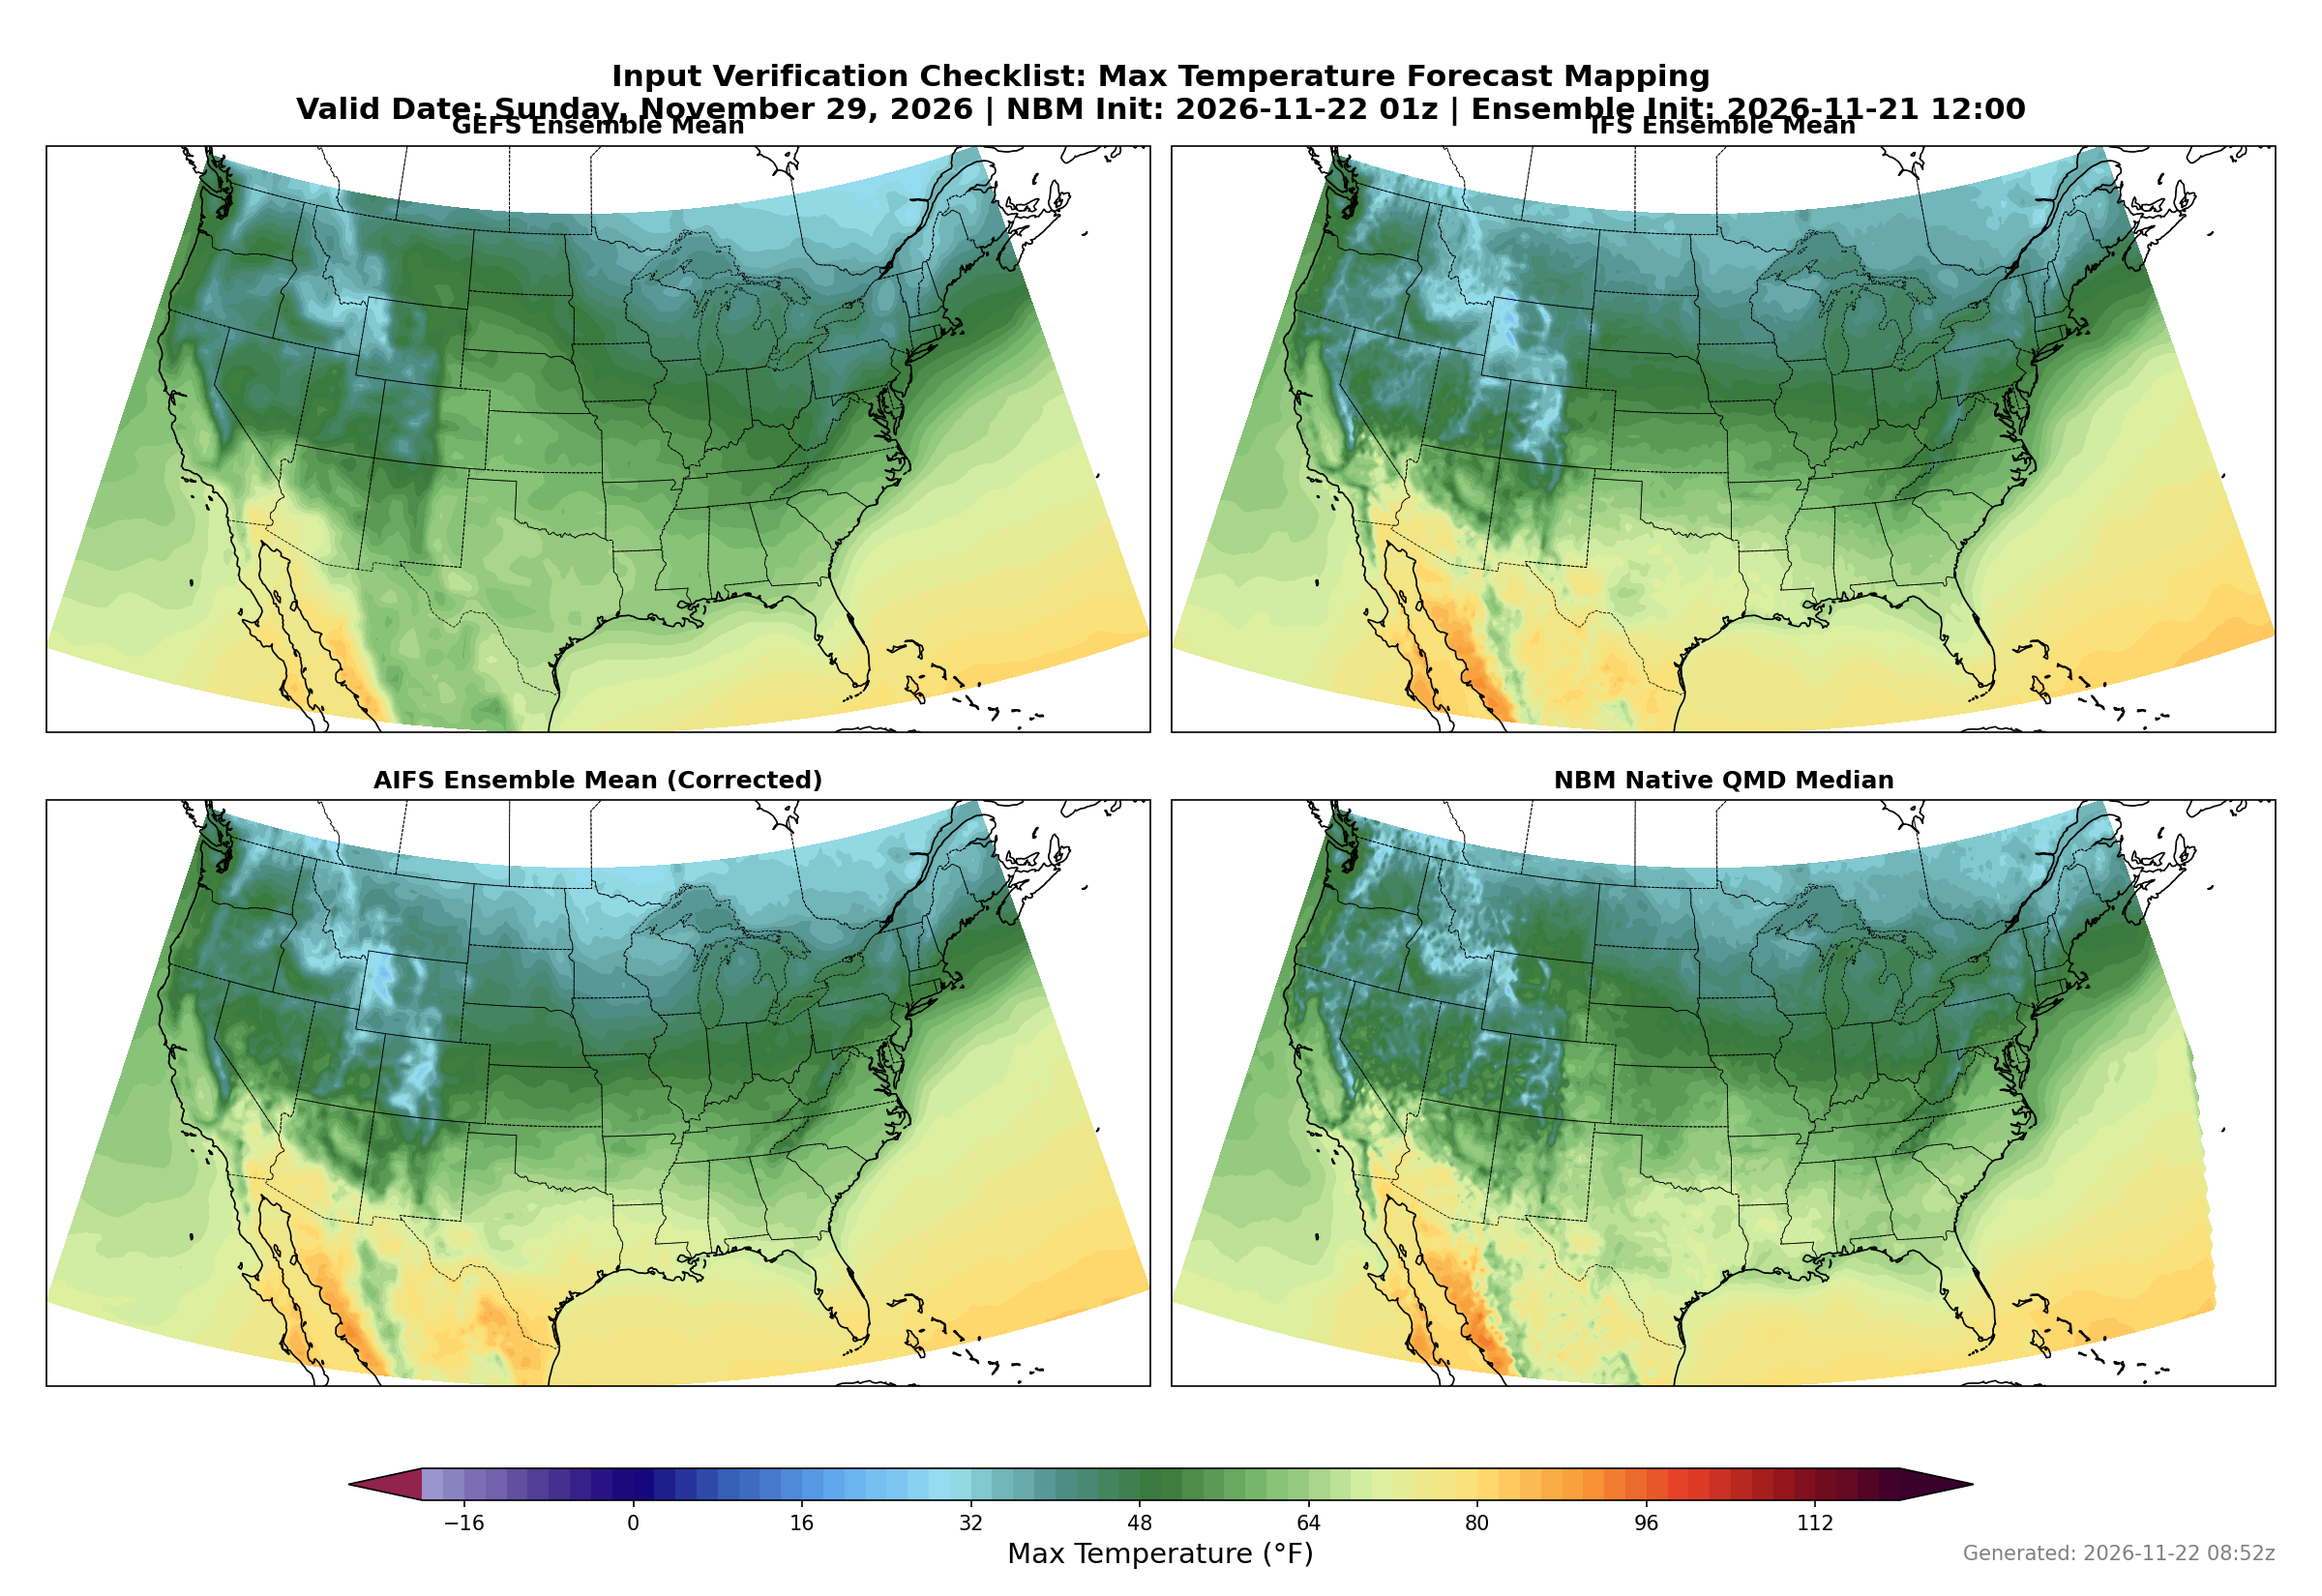 Input Verification Checklist: Max Temperature Forecast Mapping
Valid Date: Sunday, November 29, 2026 | NBM Init: 2026-11-22 01z | Ensemble Init: 2026-11-21 12:00
GEFS Ensemble Mean
IFS Ensemble Mean
AIFS Ensemble Mean (Corrected)
NBM Native QMD Median
−16 0 16 32 48 64 80 96 112
Max Temperature (°F)
Generated: 2026-11-22 08:52z